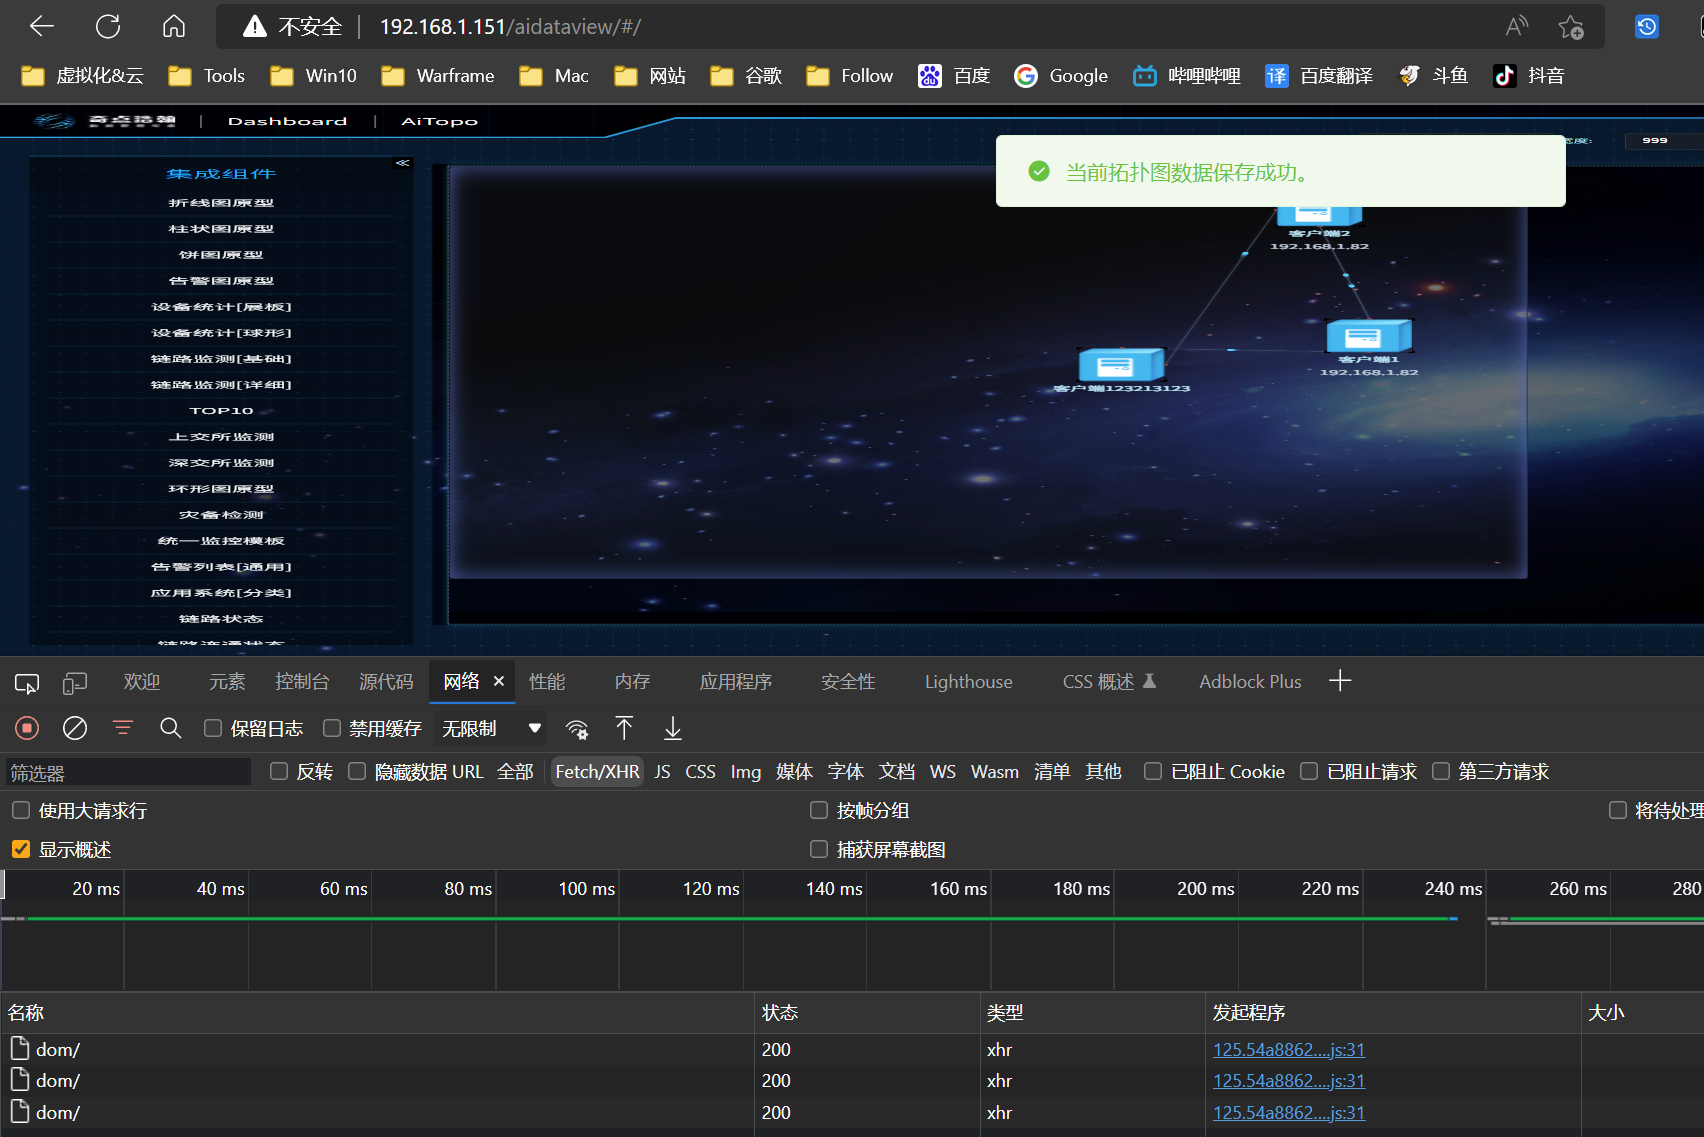 不安全 192.168.1.151/aidataview/#/
虚拟化&云 Tools Win10 Warframe Mac 网站 谷歌 Follow 百度 Google 哔哩哔哩 译 百度翻译 斗鱼 抖音
奇点浩瀚 | Dashboard | AiTopo
宽度: 999
当前拓扑图数据保存成功。
集成组件
折线图原型
柱状图原型
饼图原型
告警图原型
设备统计[展板]
设备统计[球形]
链路监测[基础]
链路监测[详细]
TOP10
上交所监测
深交所监测
环形图原型
灾备检测
统一监控模板
告警列表[通用]
应用系统[分类]
链路状态
链路流通状态
客户端2
192.168.1.82
客户端1
192.168.1.82
客户端123213123
欢迎 元素 控制台 源代码 网络 性能 内存 应用程序 安全性 Lighthouse CSS 概述 Adblock Plus
保留日志 禁用缓存 无限制
筛选器 反转 隐藏数据 URL 全部 Fetch/XHR JS CSS Img 媒体 字体 文档 WS Wasm 清单 其他 已阻止 Cookie 已阻止请求 第三方请求
使用大请求行 按帧分组 将待处理
显示概述 捕获屏幕截图
20 ms 40 ms 60 ms 80 ms 100 ms 120 ms 140 ms 160 ms 180 ms 200 ms 220 ms 240 ms 260 ms 280
名称 状态 类型 发起程序 大小
dom/ 200 xhr 125.54a8862....js:31
dom/ 200 xhr 125.54a8862....js:31
dom/ 200 xhr 125.54a8862....js:31